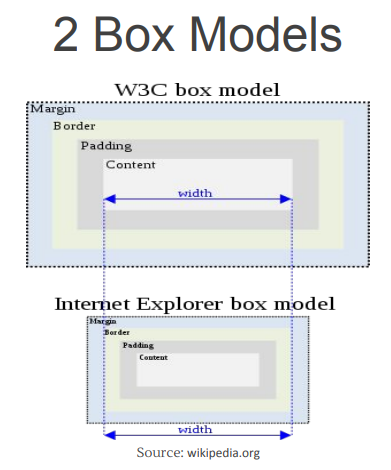 2 Box Models
W3C box model
Margin
Border
Padding
Content
width
Internet Explorer box model
Margin
Border
Padding
Content
width
Source: wikipedia.org